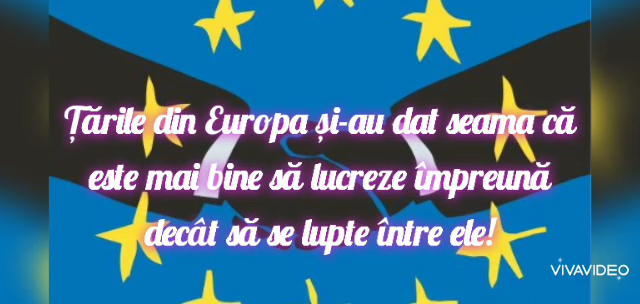 Țările din Europa și-au dat seama că
este mai bine să lucreze împreună
decât să se lupte între ele!
VIVAVIDEO